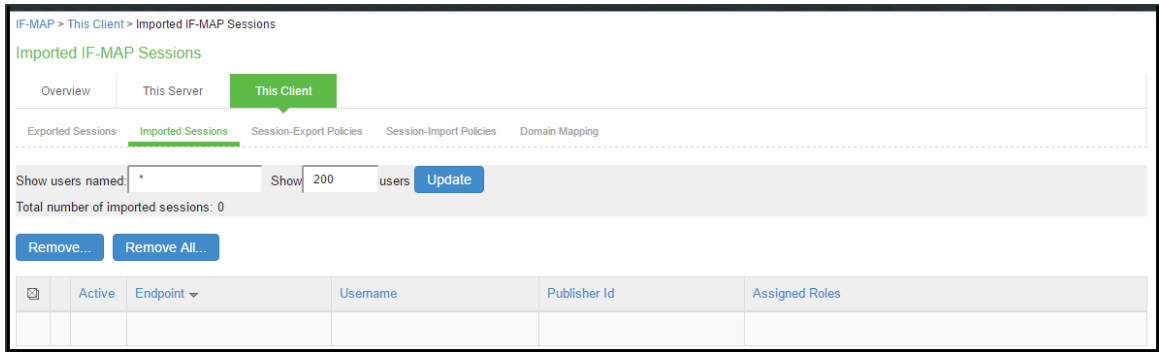 IF-MAP > This Client > Imported IF-MAP Sessions
Imported IF-MAP Sessions
Overview This Server This Client
Exported Sessions Imported Sessions Session-Export Policies Session-Import Policies Domain Mapping
Show users named: * Show 200 users Update
Total number of imported sessions: 0
Remove... Remove All...
Active Endpoint Username Publisher Id Assigned Roles